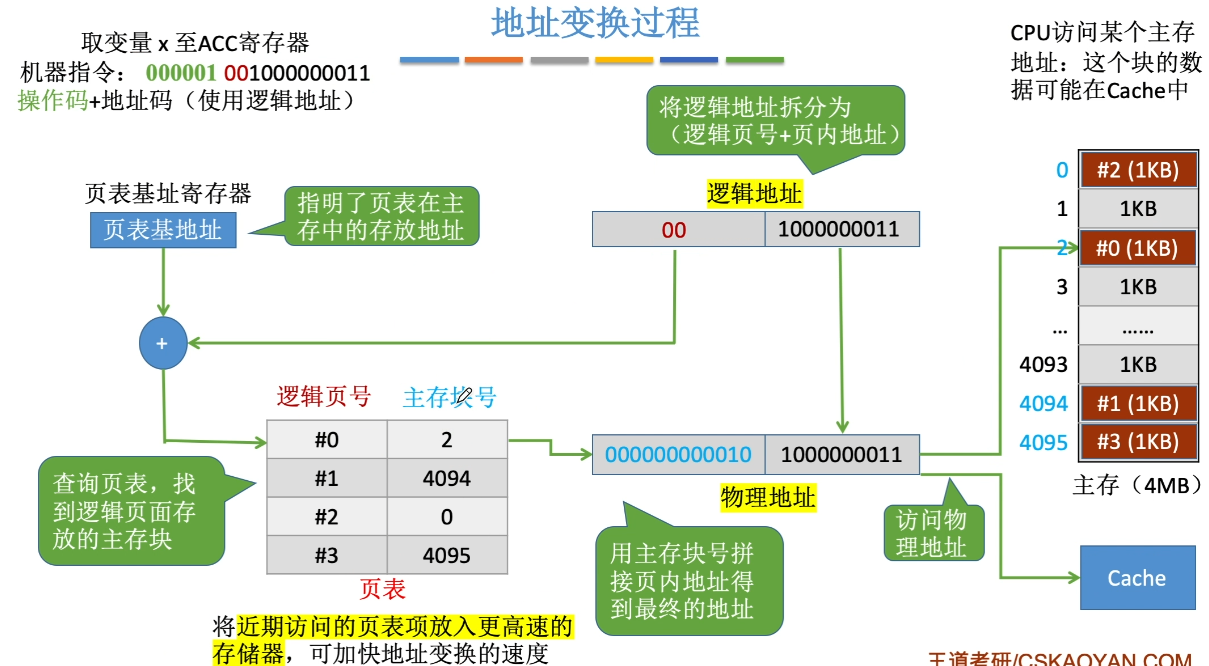 地址变换过程
取变量 x 至ACC寄存器
机器指令： 000001 001000000011
操作码+地址码（使用逻辑地址）
CPU访问某个主存
地址：这个块的数
据可能在Cache中
将逻辑地址拆分为
（逻辑页号+页内地址）
页表基址寄存器
页表基地址
指明了页表在主
存中的存放地址
逻辑地址
00 1000000011
0 #2 (1KB)
1 1KB
2 #0 (1KB)
3 1KB
... ......
4093 1KB
4094 #1 (1KB)
4095 #3 (1KB)
主存（4MB）
+
逻辑页号 主存块号
#0 2
#1 4094
#2 0
#3 4095
页表
查询页表，找
到逻辑页面存
放的主存块
000000000010 1000000011
物理地址
用主存块号拼
接页内地址得
到最终的地址
访问物
理地址
Cache
将近期访问的页表项放入更高速的
存储器，可加快地址变换的速度
王道考研/CSKAOYAN.COM